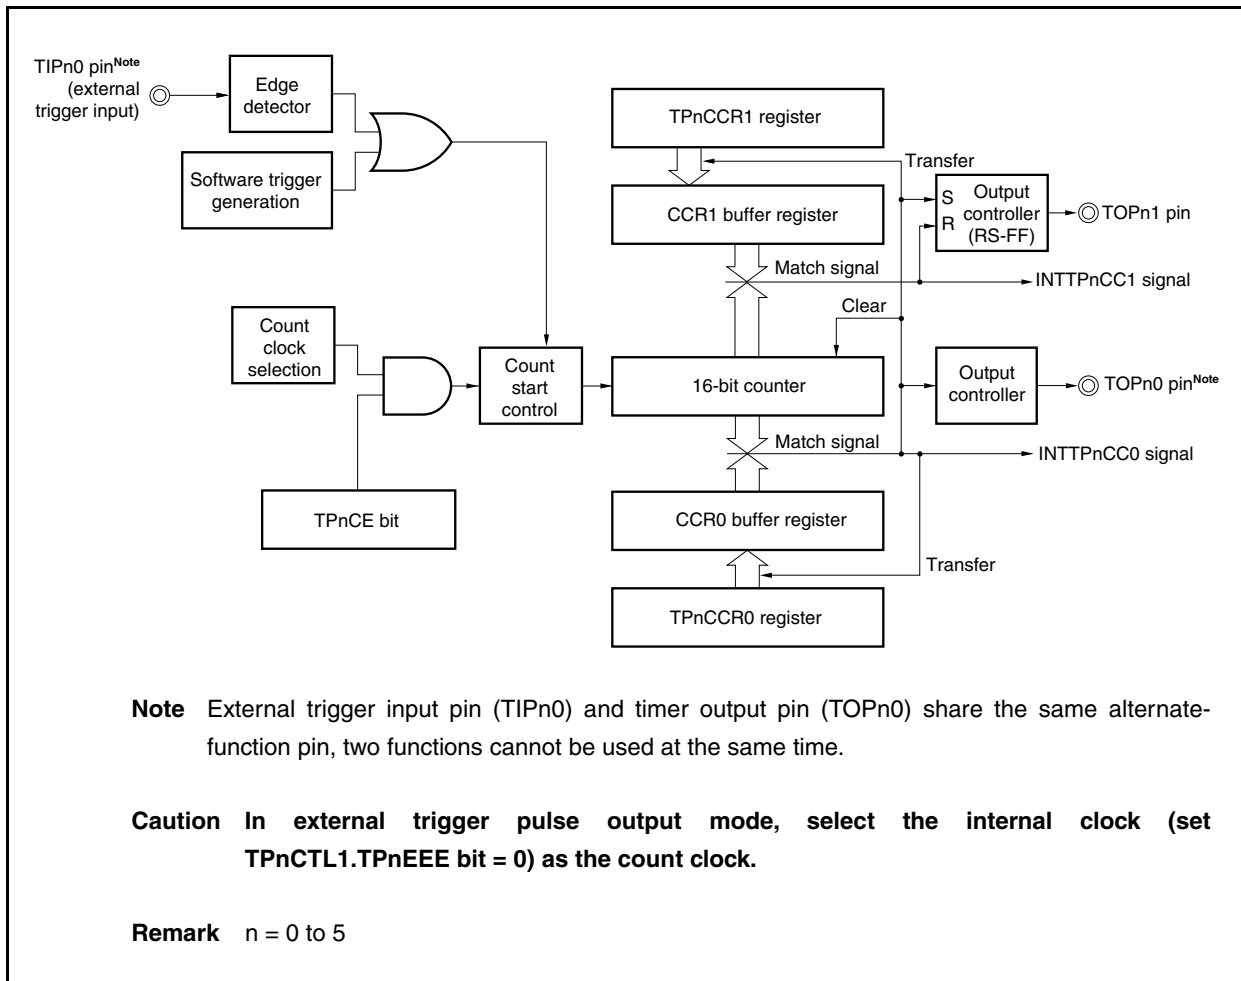 TIPn0 pinNote
(external
trigger input)
Edge
detector
Software trigger
generation
Count
clock
selection
TPnCE bit
Count
start
control
TPnCCR1 register
Transfer
CCR1 buffer register
Match signal
Clear
16-bit counter
Match signal
CCR0 buffer register
Transfer
TPnCCR0 register
S
R
Output
controller
(RS-FF)
TOPn1 pin
INTTPnCC1 signal
Output
controller
TOPn0 pinNote
INTTPnCC0 signal
Note External trigger input pin (TIPn0) and timer output pin (TOPn0) share the same alternate-
function pin, two functions cannot be used at the same time.
Caution In external trigger pulse output mode, select the internal clock (set
TPnCTL1.TPnEEE bit = 0) as the count clock.
Remark n = 0 to 5